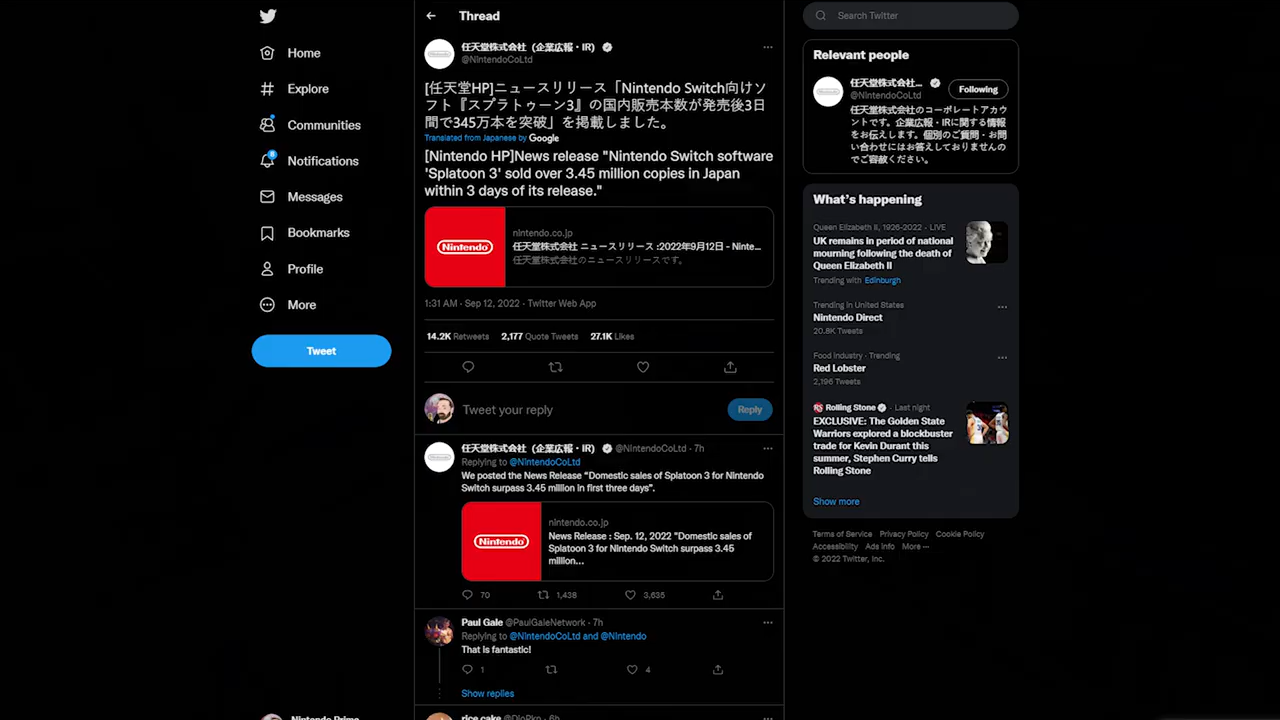 Home
Explore
Communities
Notifications
8
Messages
Bookmarks
Profile
More
Tweet
Nintendo Prime
Thread
任天堂株式会社（企業広報・IR）
@NintendoCoLtd
[任天堂HP]ニュースリリース「Nintendo Switch向けソ
フト『スプラトゥーン3』の国内販売本数が発売後3日
間で345万本を突破」を掲載しました。
Translated from Japanese by Google
[Nintendo HP]News release "Nintendo Switch software
'Splatoon 3' sold over 3.45 million copies in Japan
within 3 days of its release."
Nintendo
nintendo.co.jp
任天堂株式会社 ニュースリリース :2022年9月12日 - Ninte...
任天堂株式会社のニュースリリースです。
1:31 AM · Sep 12, 2022 · Twitter Web App
14.2K Retweets 2,177 Quote Tweets 27.1K Likes
Tweet your reply
Reply
任天堂株式会社（企業広報・IR） @NintendoCoLtd · 7h
Replying to @NintendoCoLtd
We posted the News Release "Domestic sales of Splatoon 3 for Nintendo
Switch surpass 3.45 million in first three days".
Nintendo
nintendo.co.jp
News Release : Sep. 12, 2022 "Domestic sales of
Splatoon 3 for Nintendo Switch surpass 3.45
million...
70 1,438 3,635
Paul Gale @PaulGaleNetwork · 7h
Replying to @NintendoCoLtd and @Nintendo
That is fantastic!
1 4
Show replies
rice cake @DioPkn · 6h
Search Twitter
Relevant people
任天堂株式会社...
@NintendoCoLtd
Following
任天堂株式会社のコーポレートアカウ
ントです。企業広報・IRに関する情報
をお伝えします。個別のご質問・お問
い合わせにはお答えしておりませんの
でご容赦ください。
What's happening
Queen Elizabeth II, 1926-2022 · LIVE
UK remains in period of national
mourning following the death of
Queen Elizabeth II
Trending with Edinburgh
Trending in United States
Nintendo Direct
20.8K Tweets
Food industry · Trending
Red Lobster
2,196 Tweets
Rolling Stone · Last night
EXCLUSIVE: The Golden State
Warriors explored a blockbuster
trade for Kevin Durant this
summer, Stephen Curry tells
Rolling Stone
Show more
Terms of Service Privacy Policy Cookie Policy
Accessibility Ads info More ···
© 2022 Twitter, Inc.